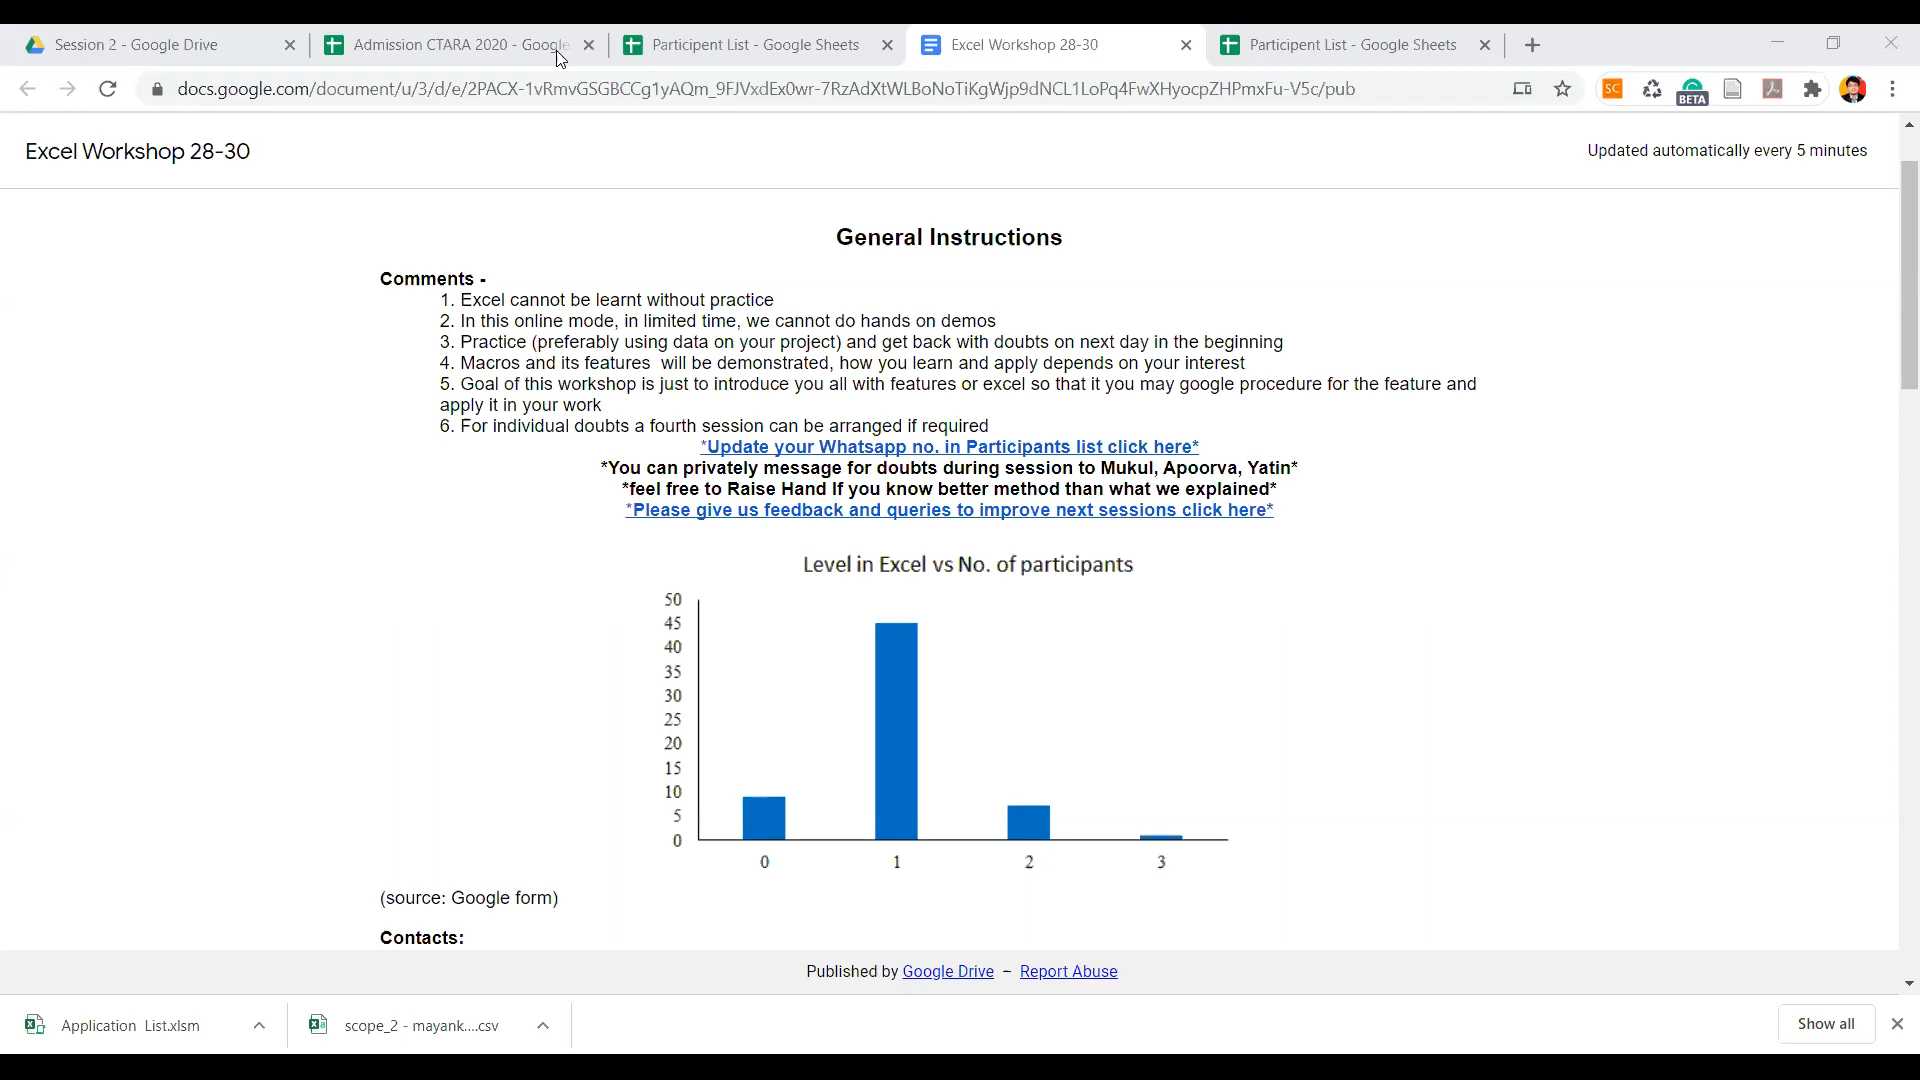 Session 2 - Google Drive
Admission CTARA 2020 - Google
Participent List - Google Sheets
Excel Workshop 28-30
Participent List - Google Sheets
docs.google.com/document/u/3/d/e/2PACX-1vRmvGSGBCCg1yAQm_9FJVxdEx0wr-7RzAdXtWLBoNoTiKgWjp9dNCL1LoPq4FwXHyocpZHPmxFu-V5c/pub
SC
BETA
Excel Workshop 28-30
Updated automatically every 5 minutes
General Instructions
Comments -
1. Excel cannot be learnt without practice
2. In this online mode, in limited time, we cannot do hands on demos
3. Practice (preferably using data on your project) and get back with doubts on next day in the beginning
4. Macros and its features  will be demonstrated, how you learn and apply depends on your interest
5. Goal of this workshop is just to introduce you all with features or excel so that it you may google procedure for the feature and
apply it in your work
6. For individual doubts a fourth session can be arranged if required
*Update your Whatsapp no. in Participants list click here*
*You can privately message for doubts during session to Mukul, Apoorva, Yatin*
*feel free to Raise Hand If you know better method than what we explained*
*Please give us feedback and queries to improve next sessions click here*
Level in Excel vs No. of participants
50
45
40
35
30
25
20
15
10
5
0
0 1 2 3
(source: Google form)
Contacts:
Published by Google Drive – Report Abuse
Application  List.xlsm
scope_2 - mayank....csv
Show all